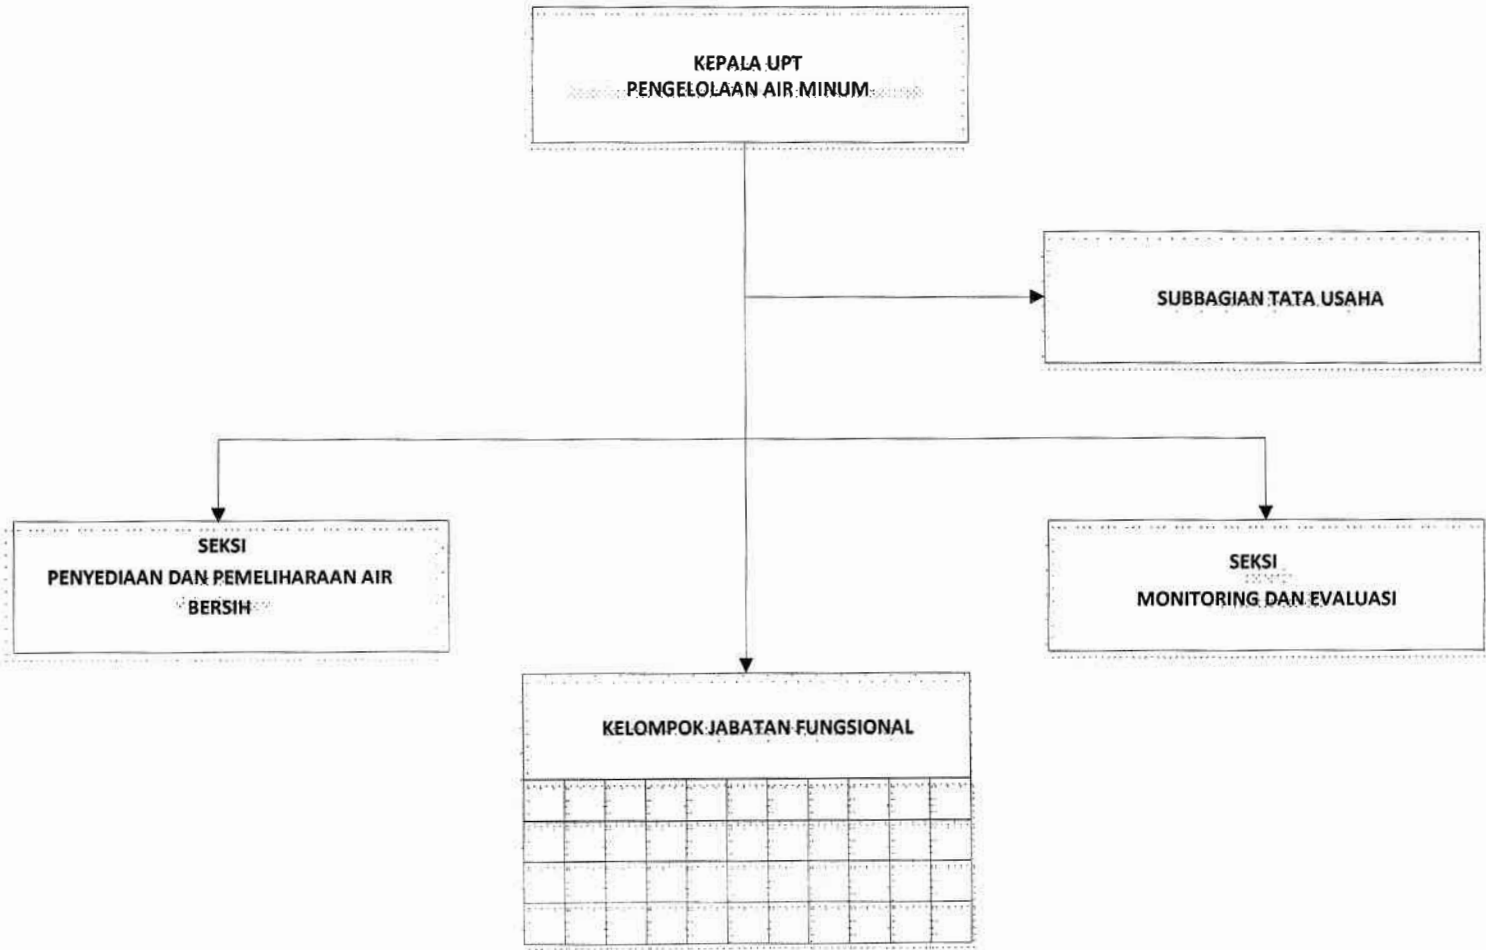 KEPALA UPT
PENGELOLAAN AIR MINUM
SUBBAGIAN TATA USAHA
SEKSI
PENYEDIAAN DAN PEMELIHARAAN AIR
BERSIH
SEKSI
MONITORING DAN EVALUASI
KELOMPOK JABATAN FUNGSIONAL